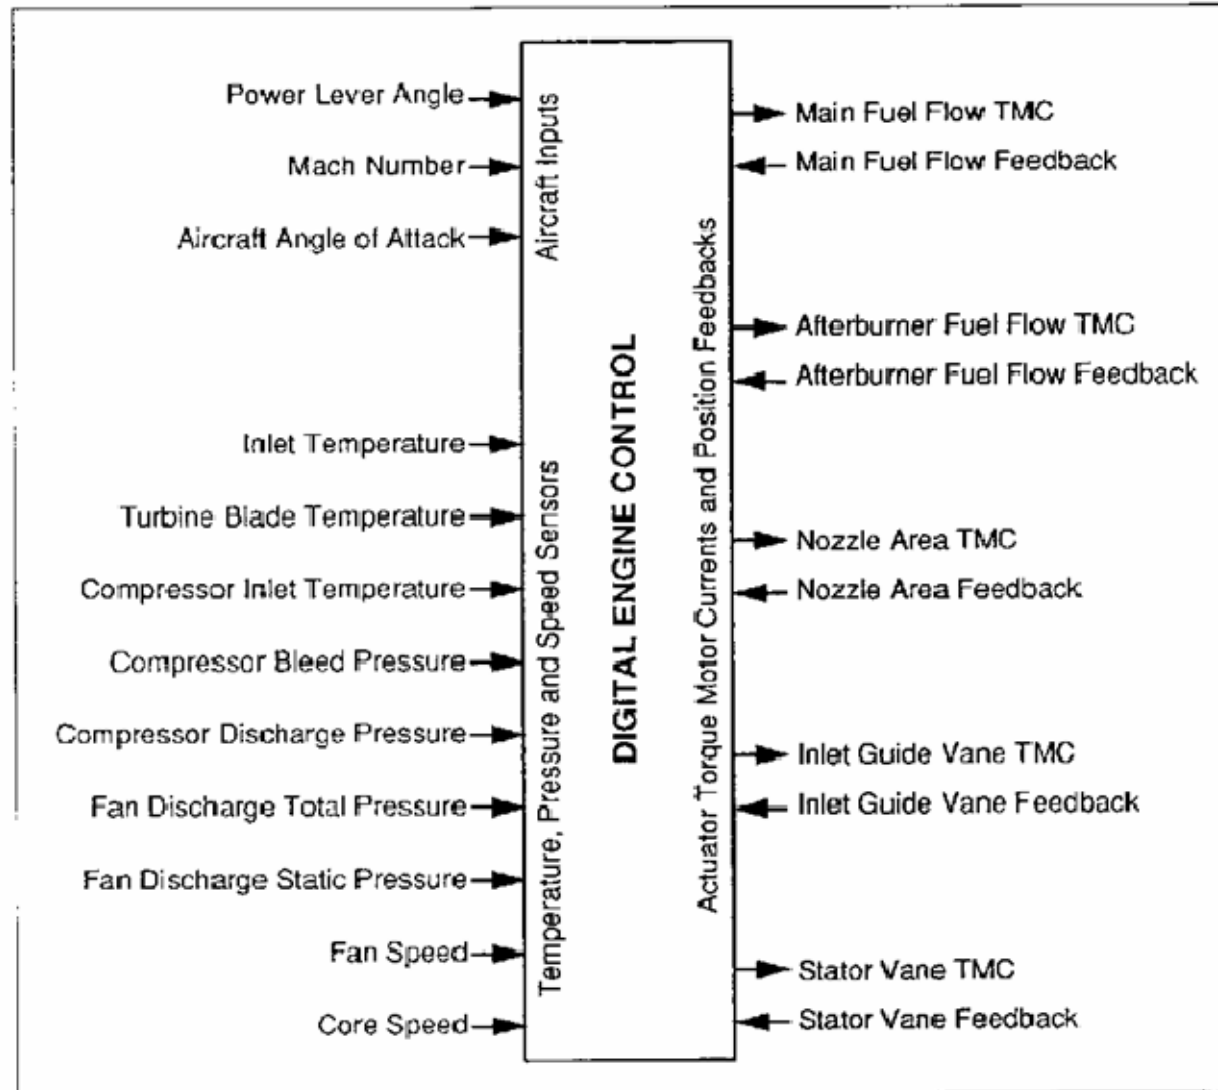 Power Lever Angle
Mach Number
Aircraft Angle of Attack
Aircraft Inputs
Inlet Temperature
Turbine Blade Temperature
Compressor Inlet Temperature
Compressor Bleed Pressure
Compressor Discharge Pressure
Fan Discharge Total Pressure
Fan Discharge Static Pressure
Fan Speed
Core Speed
Temperature, Pressure and Speed Sensors
DIGITAL ENGINE CONTROL
Actuator Torque Motor Currents and Position Feedbacks
Main Fuel Flow TMC
Main Fuel Flow Feedback
Afterburner Fuel Flow TMC
Afterburner Fuel Flow Feedback
Nozzle Area TMC
Nozzle Area Feedback
Inlet Guide Vane TMC
Inlet Guide Vane Feedback
Stator Vane TMC
Stator Vane Feedback